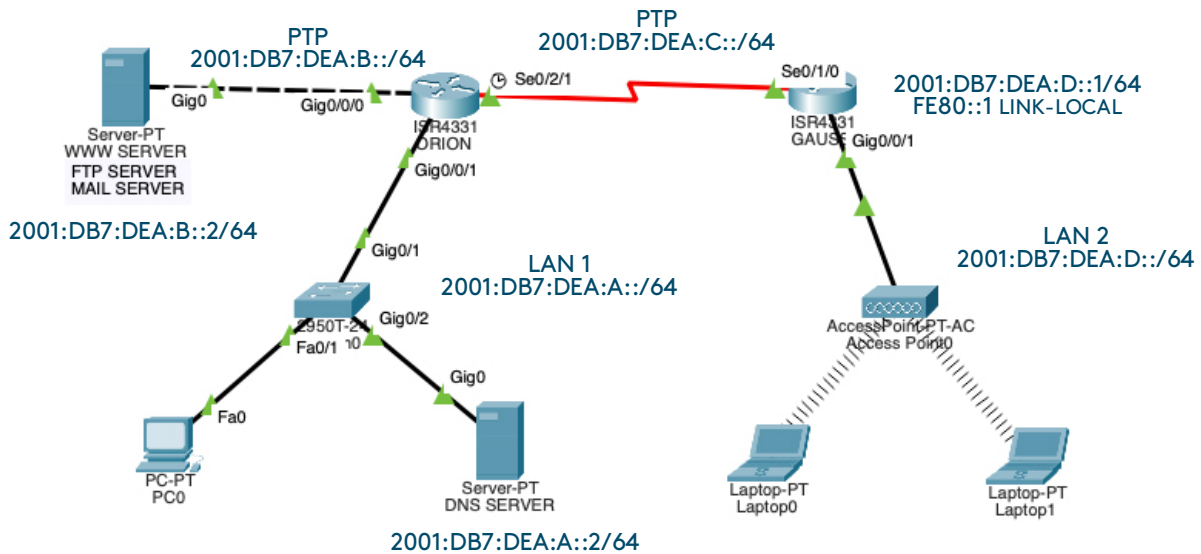 PTP
2001:DB7:DEA:B::/64
PTP
2001:DB7:DEA:C::/64
Se0/2/1
Se0/1/0
2001:DB7:DEA:D::1/64
FE80::1 LINK-LOCAL
Gig0
Gig0/0/0
ISR4331
ORION
ISR4331
GAUSS
Server-PT
WWW SERVER
FTP SERVER
MAIL SERVER
Gig0/0/1
Gig0/0/1
2001:DB7:DEA:B::2/64
Gig0/1
LAN 1
2001:DB7:DEA:A::/64
LAN 2
2001:DB7:DEA:D::/64
2950T-24
Gig0/2
Fa0/1
AccessPoint-PT-AC
Access Point0
Gig0
Fa0
PC-PT
PC0
Server-PT
DNS SERVER
Laptop-PT
Laptop0
Laptop-PT
Laptop1
2001:DB7:DEA:A::2/64